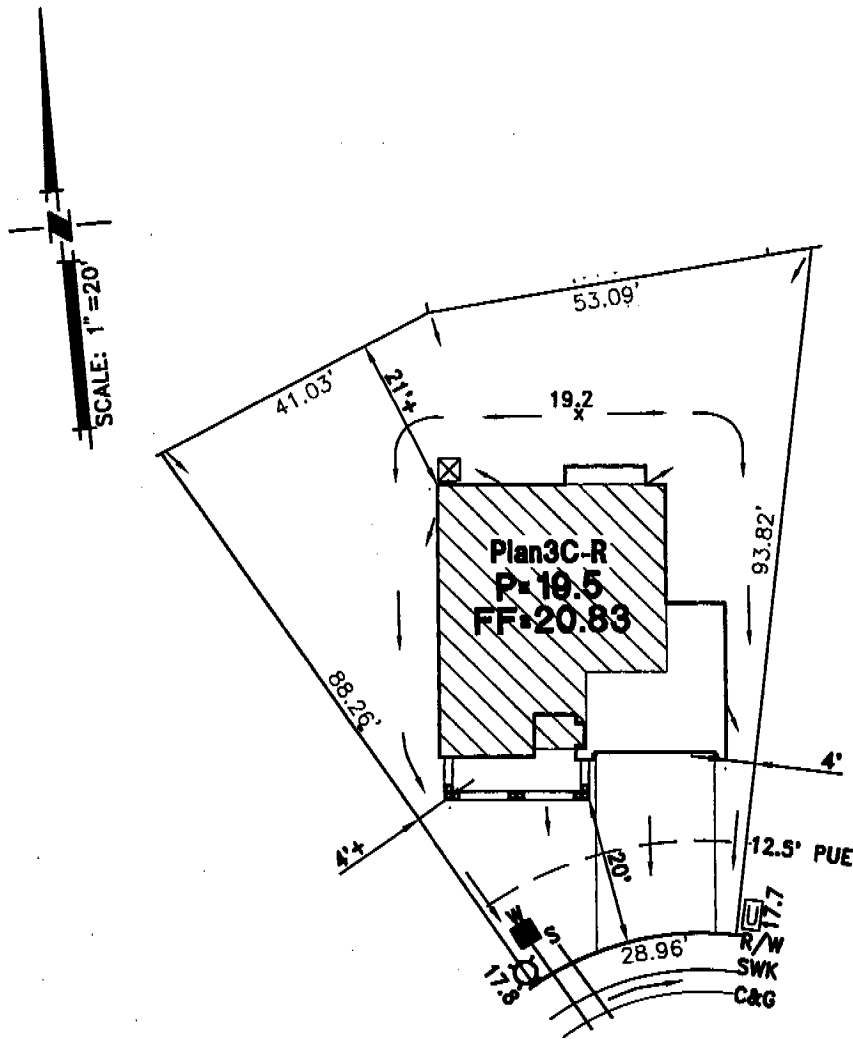 SCALE: 1"=20'
53.09'
41.03'
21'+
19.2
x
Plan3C-R
P=19.5
FF=20.83
93.82'
88.26'
4'
4'+
12.5' PUE
20'
W
S
U
17.7
R/W
28.96'
17.8
SWK
C&G